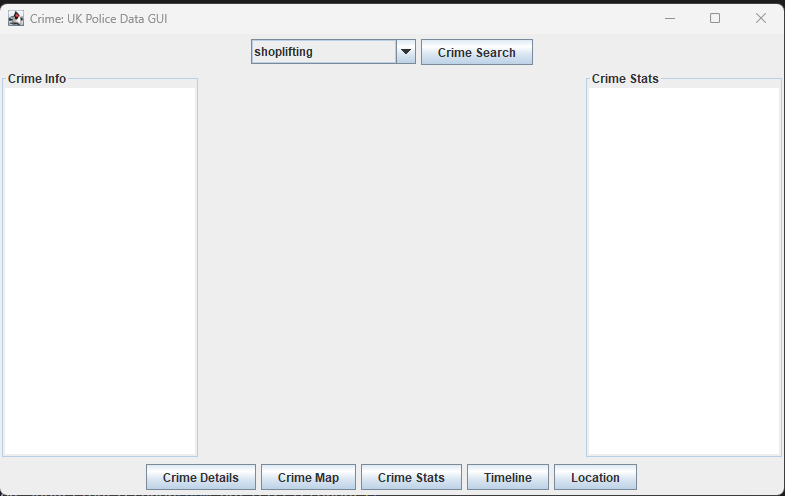 Crime: UK Police Data GUI
shoplifting
Crime Search
Crime Info
Crime Stats
Crime Details
Crime Map
Crime Stats
Timeline
Location